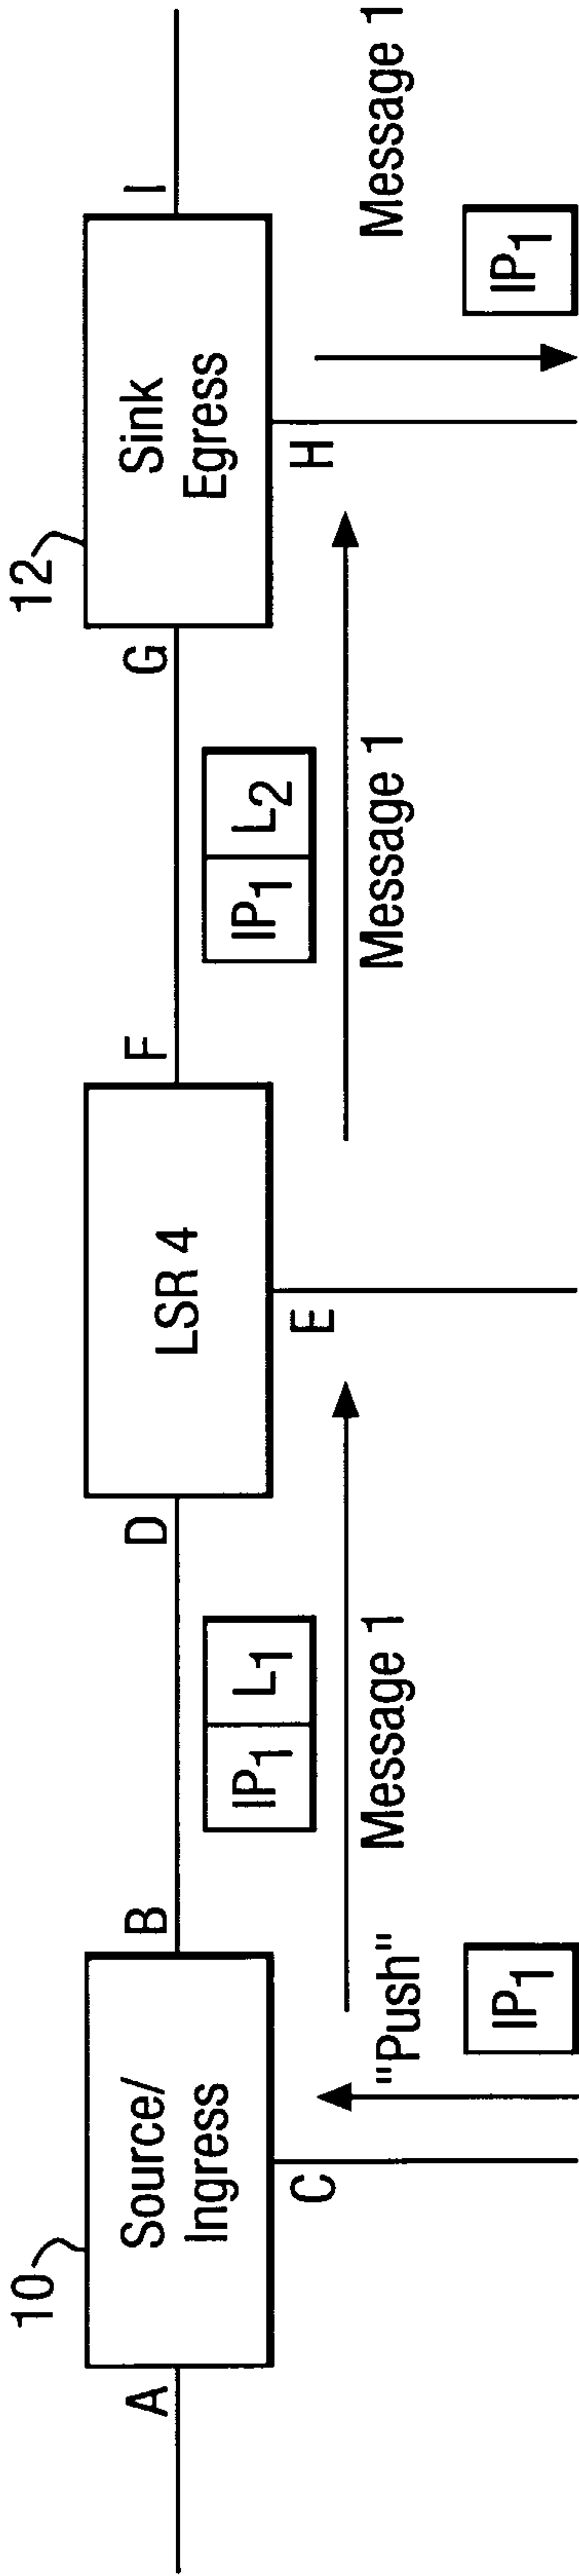 10
12
A
Source/
Ingress
B
D
LSR 4
F
G
Sink
Egress
I
C
E
H
IP1 L1
IP1 L2
"Push"
Message 1
Message 1
Message 1
IP1
IP1